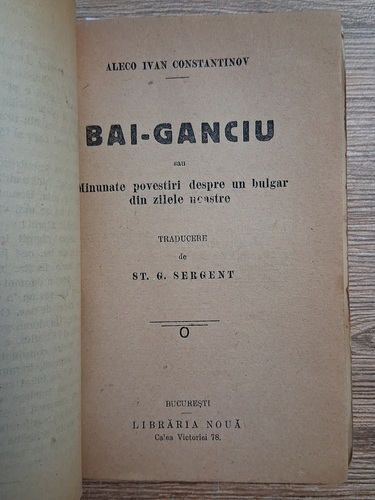 ALECO IVAN CONSTANTINOV
BAI-GANCIU
sau
Minunate povestiri despre un bulgar
din zilele noastre
TRADUCERE
de
ST. G. SERGENT
O
BUCUREȘTI
LIBRĂRIA NOUĂ
Calea Victoriei 78.